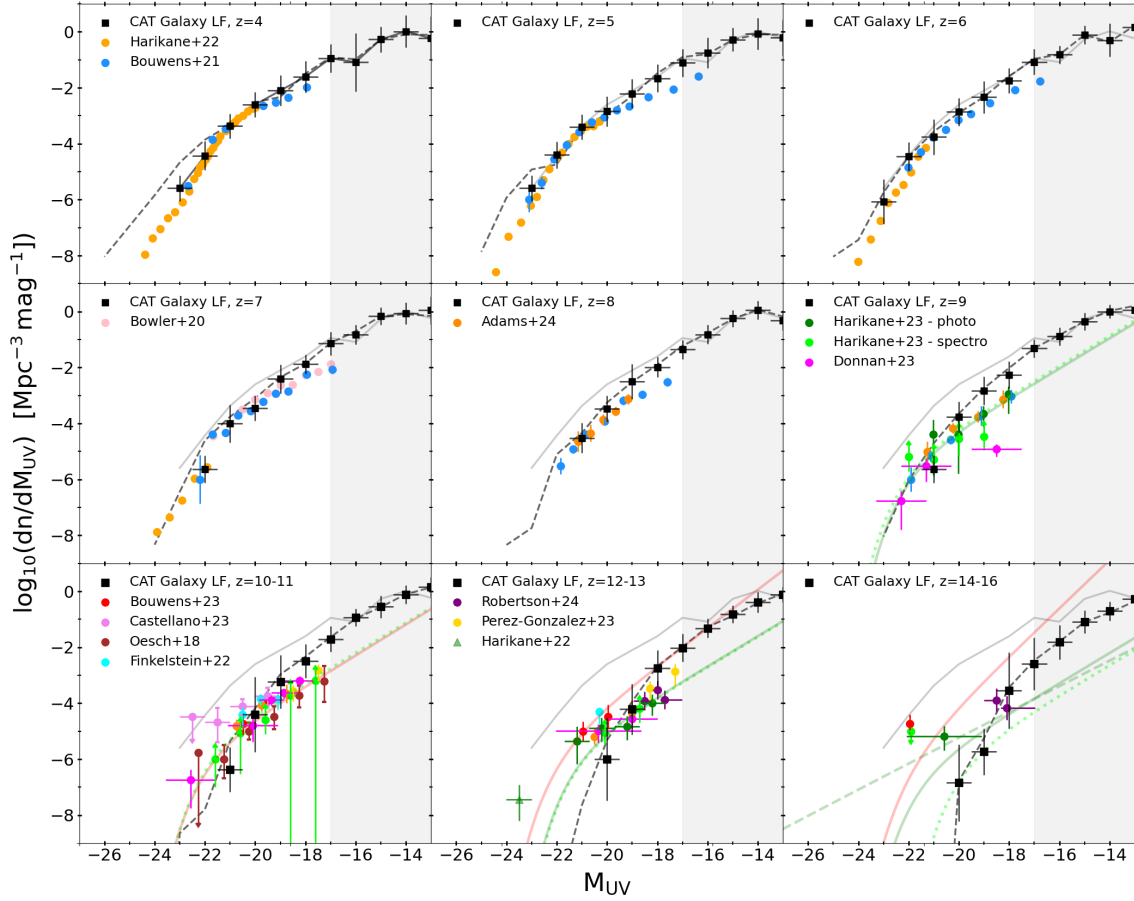 CAT Galaxy LF, z=4
Harikane+22
Bouwens+21
CAT Galaxy LF, z=5
CAT Galaxy LF, z=6
0
−2
−4
−6
−8
CAT Galaxy LF, z=7
Bowler+20
CAT Galaxy LF, z=8
Adams+24
CAT Galaxy LF, z=9
Harikane+23 - photo
Harikane+23 - spectro
Donnan+23
0
−2
−4
−6
−8
CAT Galaxy LF, z=10-11
Bouwens+23
Castellano+23
Oesch+18
Finkelstein+22
CAT Galaxy LF, z=12-13
Robertson+24
Perez-Gonzalez+23
Harikane+22
CAT Galaxy LF, z=14-16
0
−2
−4
−6
−8
−26 −24 −22 −20 −18 −16 −14
−26 −24 −22 −20 −18 −16 −14
−26 −24 −22 −20 −18 −16 −14
log₁₀(dn/dM_UV) [Mpc⁻³ mag⁻¹])
M_UV